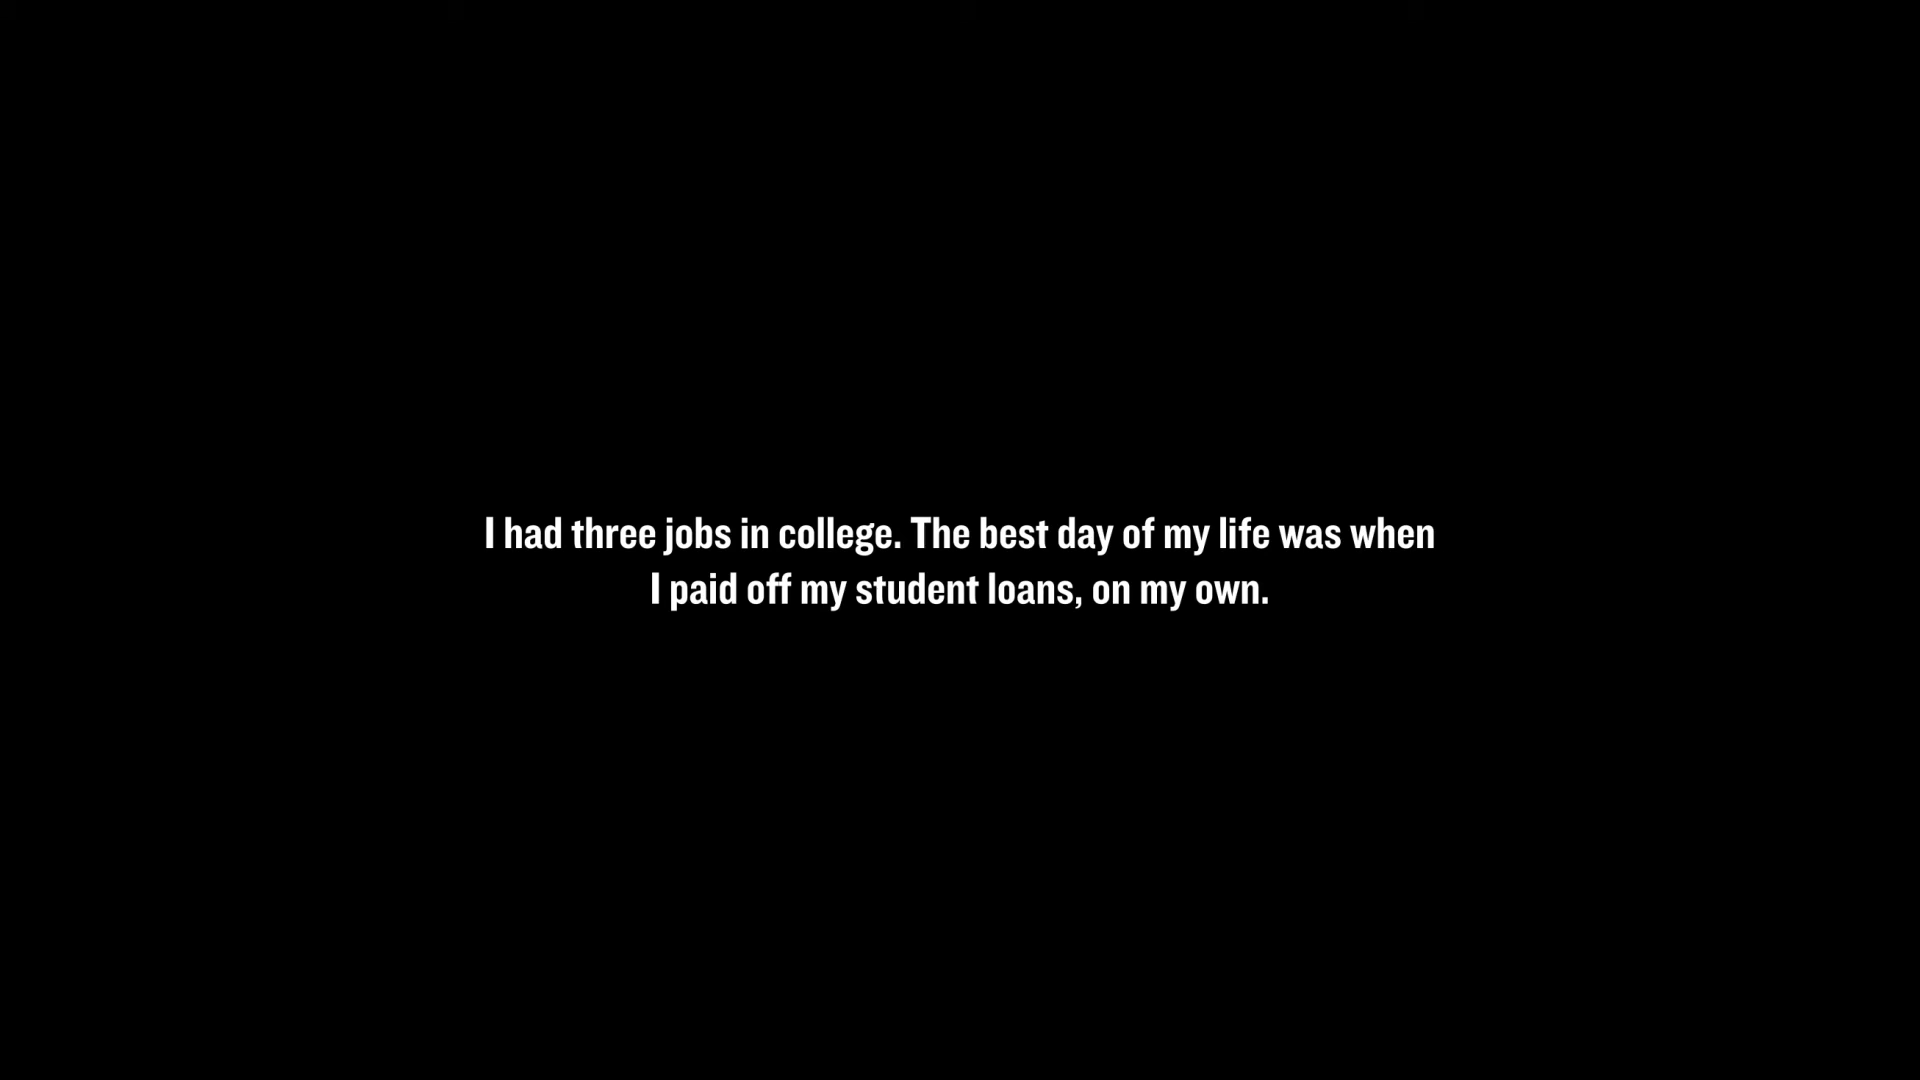 I had three jobs in college. The best day of my life was when
I paid off my student loans, on my own.